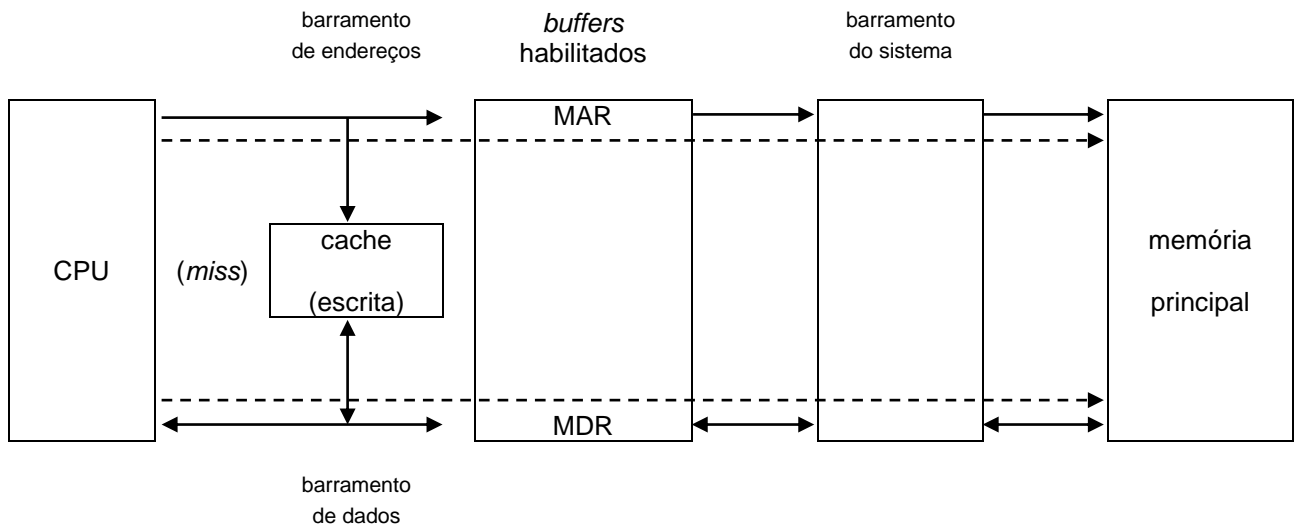 barramento
de endereços
buffers
habilitados
barramento
do sistema
CPU
(miss)
cache
(escrita)
MAR
MDR
memória
principal
barramento
de dados